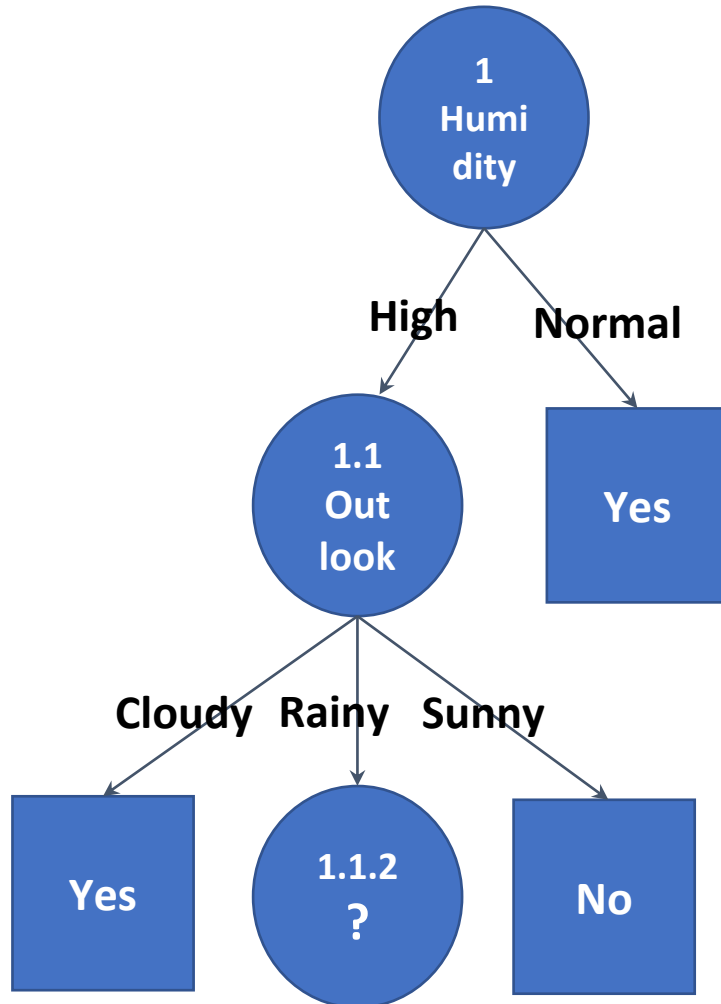 1
Humi
dity
High
Normal
1.1
Out
look
Yes
Cloudy
Rainy
Sunny
Yes
1.1.2
?
No